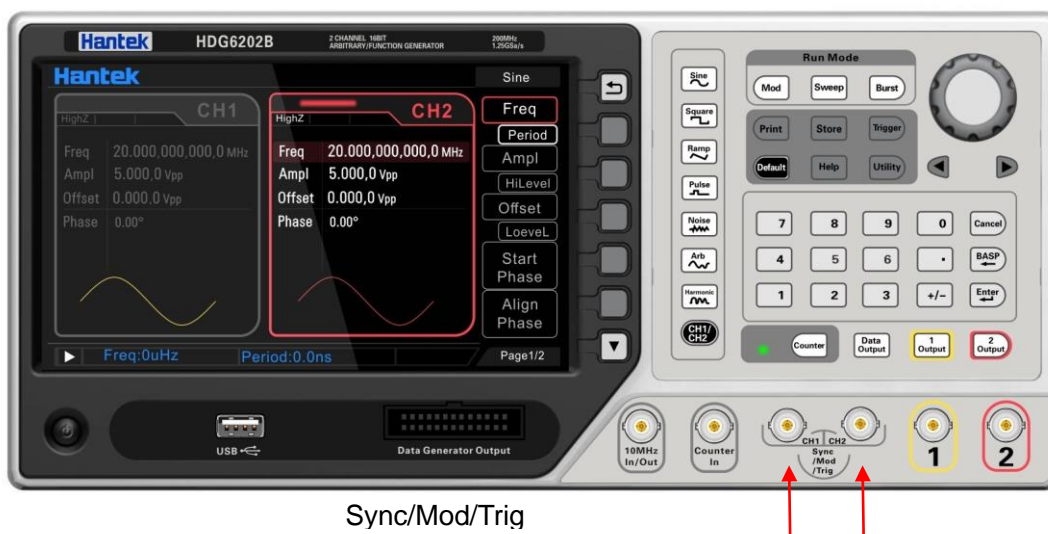 Hantek HDG6202B 2 CHANNEL 16BIT ARBITRARY/FUNCTION GENERATOR 200MHz 1.25GSa/s
Hantek
Sine
CH1
HighZ
Freq 20.000,000,000,0 MHz
Ampl 5.000,0 Vpp
Offset 0.000,0 Vpp
Phase 0.00°
CH2
HighZ
Freq 20.000,000,000,0 MHz
Ampl 5.000,0 Vpp
Offset 0.000,0 Vpp
Phase 0.00°
Freq
Period
Ampl
HiLevel
Offset
LoeveL
Start
Phase
Align
Phase
Freq:0uHz Period:0.0ns
Page1/2
Sine
Square
Ramp
Pulse
Noise
Arb
Harmonic
CH1/
CH2
Run Mode
Mod Sweep Burst
Print Store Trigger
Default Help Utility
7 8 9 0 Cancel
4 5 6 . BASP
1 2 3 +/- Enter
Counter
Data
Output
1
Output
2
Output
USB
Data Generator Output
10MHz
In/Out
Counter
In
CH1 CH2
Sync
/Mod
/Trig
1
2
Sync/Mod/Trig